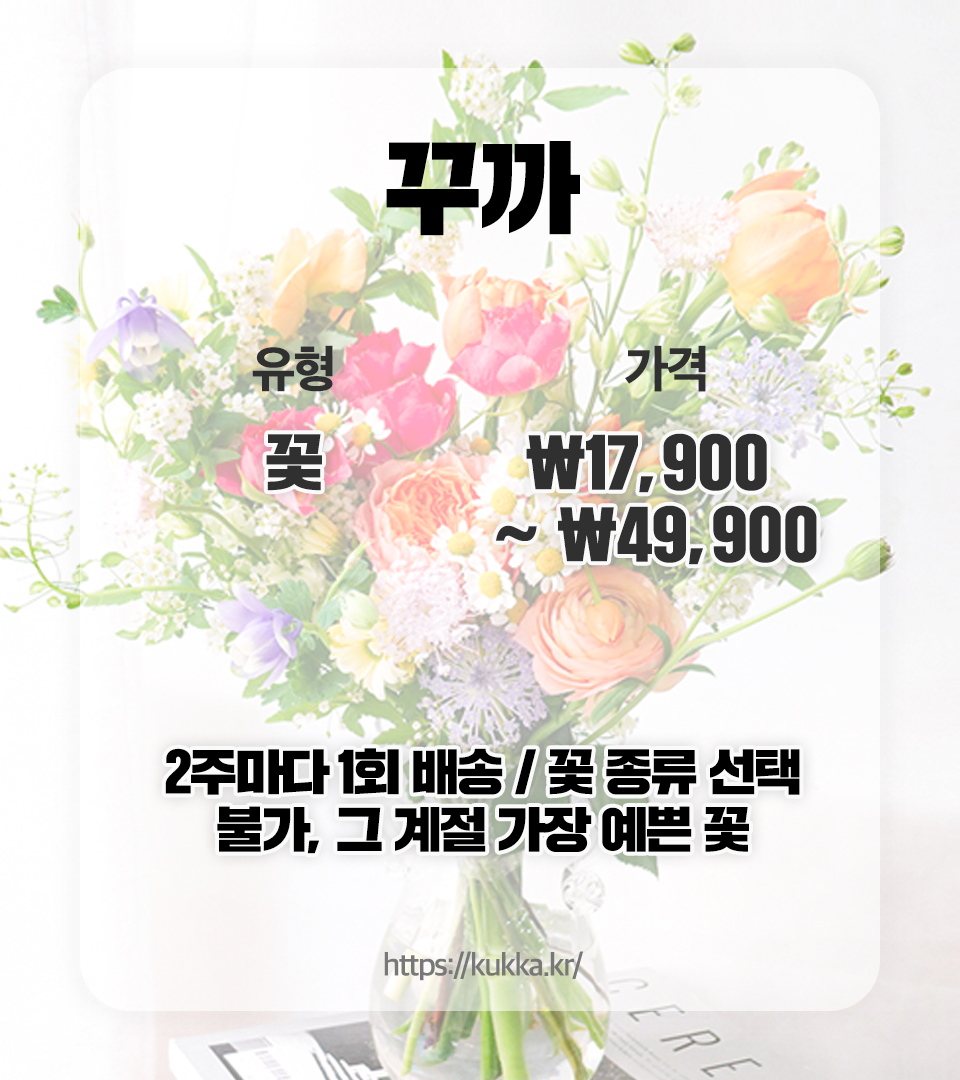 꾸까
유형 가격
꽃 ₩17,900
~ ₩49,900
2주마다 1회 배송 / 꽃 종류 선택
불가, 그 계절 가장 예쁜 꽃
https://kukka.kr/
CERE